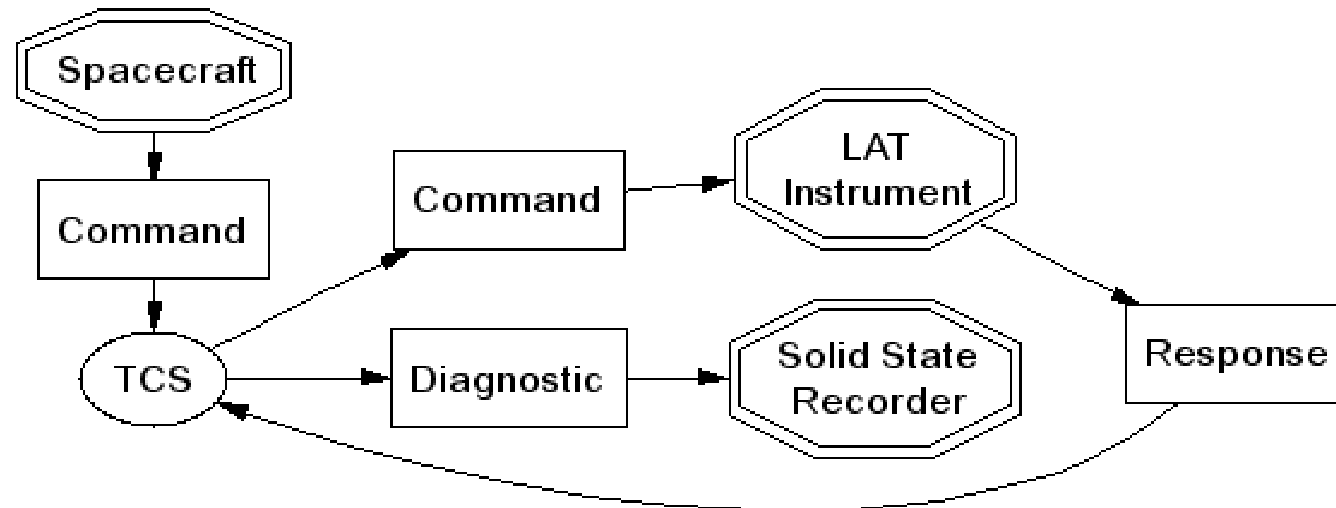 Spacecraft
Command
TCS
Command
LAT
Instrument
Diagnostic
Solid State
Recorder
Response